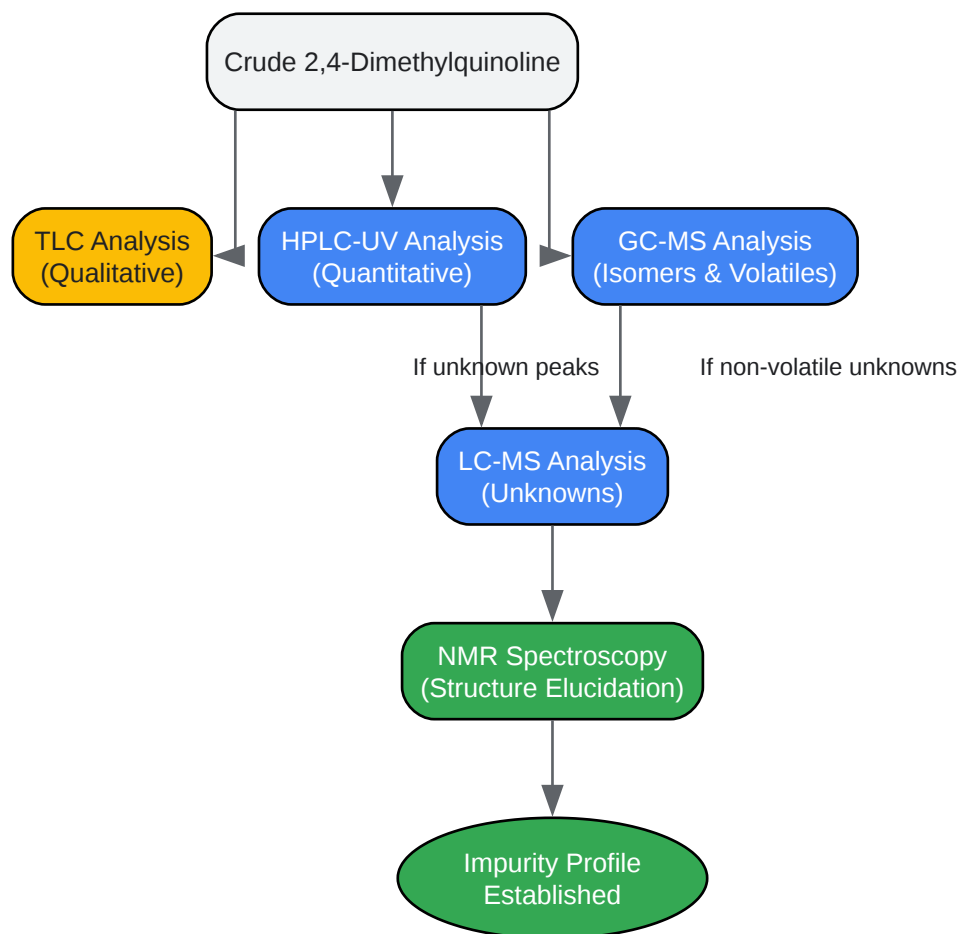 Crude 2,4-Dimethylquinoline
TLC Analysis
(Qualitative)
HPLC-UV Analysis
(Quantitative)
GC-MS Analysis
(Isomers & Volatiles)
If unknown peaks
If non-volatile unknowns
LC-MS Analysis
(Unknowns)
NMR Spectroscopy
(Structure Elucidation)
Impurity Profile
Established